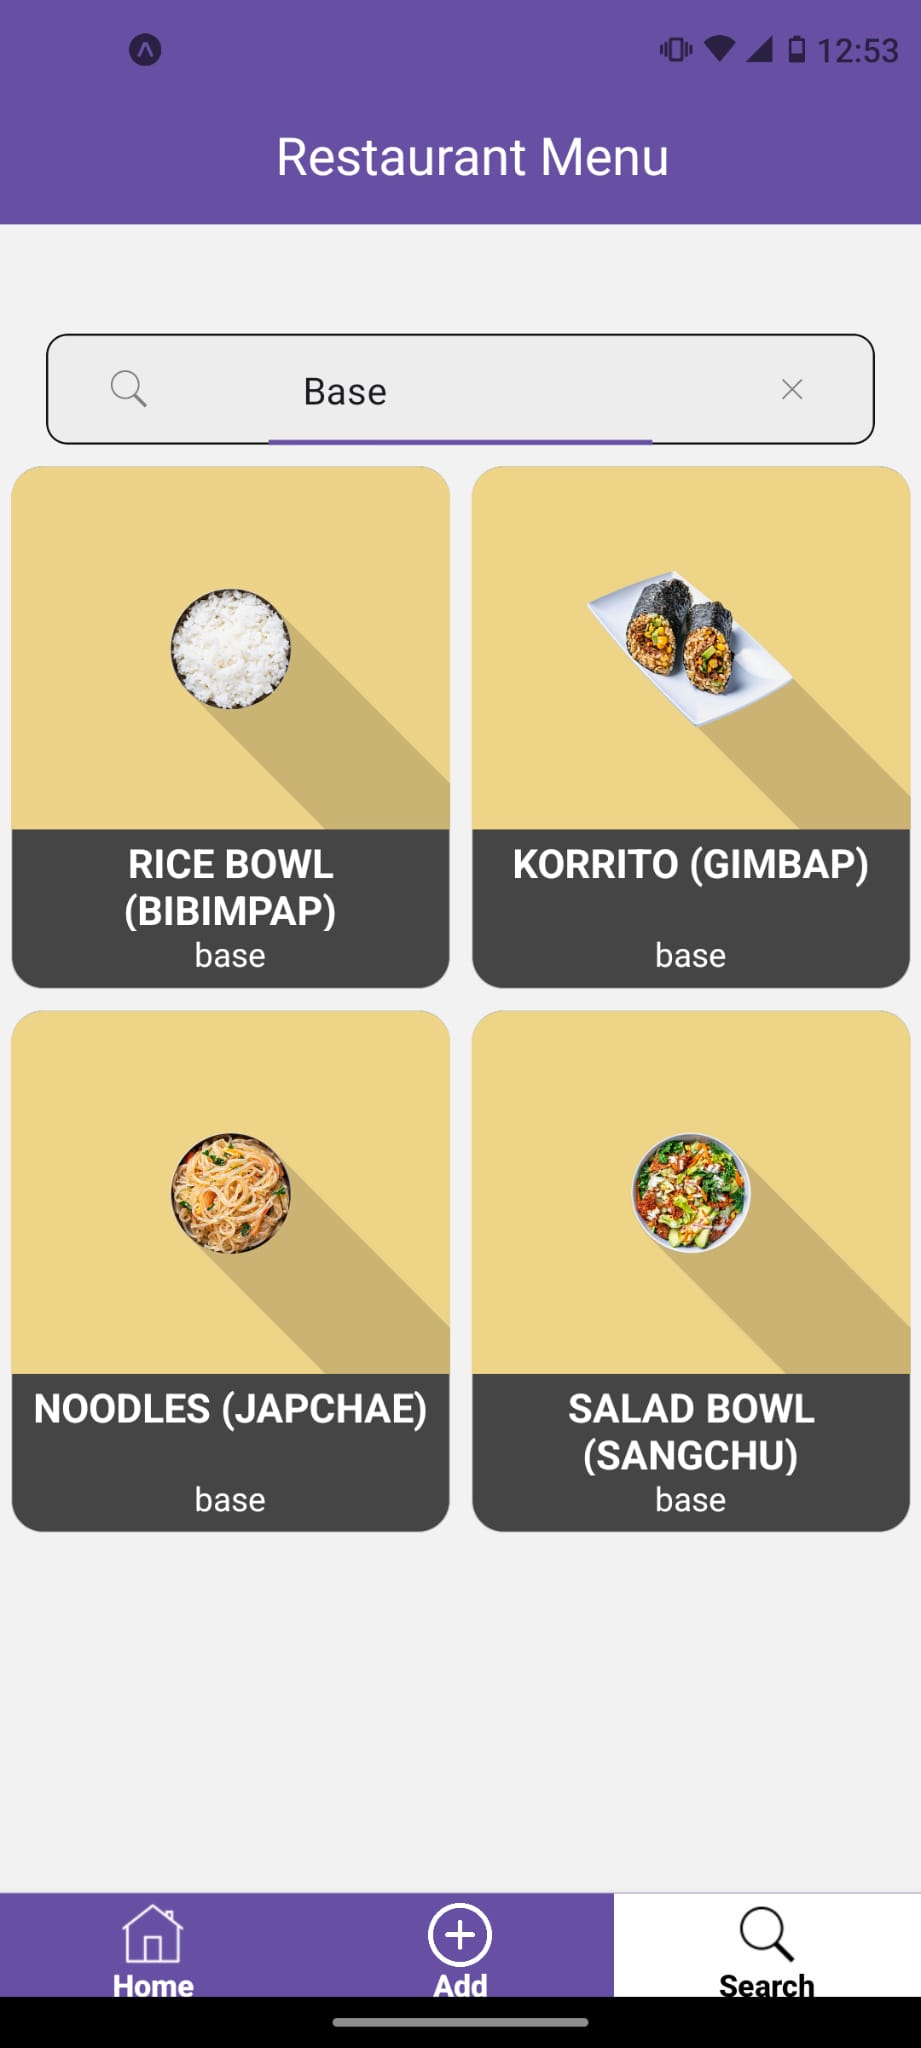 12:53
Restaurant Menu
Base
RICE BOWL
(BIBIMPAP)
base
KORRITO (GIMBAP)
base
NOODLES (JAPCHAE)
base
SALAD BOWL
(SANGCHU)
base
Home
Add
Search